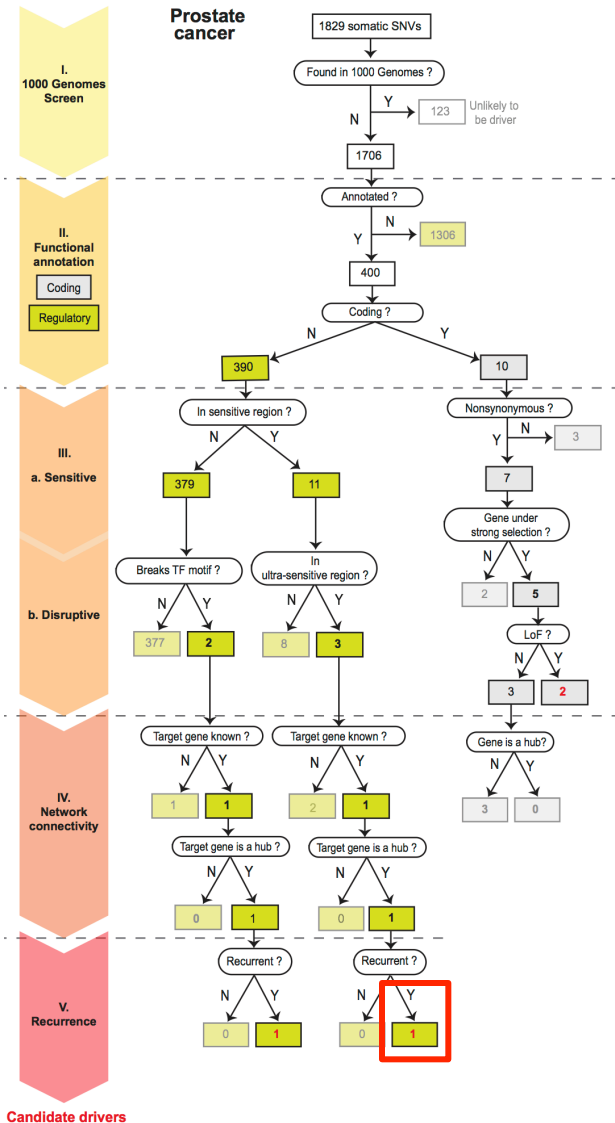 Prostate
cancer
1829 somatic SNVs
I.
1000 Genomes
Screen
Found in 1000 Genomes ?
Y
N
123
Unlikely to
be driver
1706
II.
Functional
annotation
Coding
Regulatory
Annotated ?
N
Y
1306
400
Coding ?
N
Y
390
10
III.
a. Sensitive
In sensitive region ?
Nonsynonymous ?
N
Y
N
Y
3
379
11
7
Gene under
strong selection ?
b. Disruptive
Breaks TF motif ?
In
ultra-sensitive region ?
N
Y
N
Y
N
Y
2
5
377
2
8
3
LoF ?
N
Y
3
2
IV.
Network
connectivity
Target gene known ?
Target gene known ?
Gene is a hub?
N
Y
N
Y
N
Y
1
1
2
1
3
0
Target gene is a hub ?
Target gene is a hub ?
N
Y
N
Y
0
1
0
1
V.
Recurrence
Recurrent ?
Recurrent ?
N
Y
N
Y
0
1
0
1
Candidate drivers